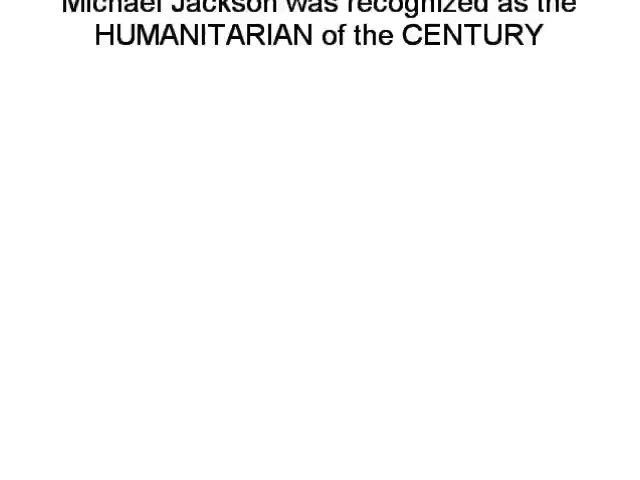 Michael Jackson was recognized as the
HUMANITARIAN of the CENTURY